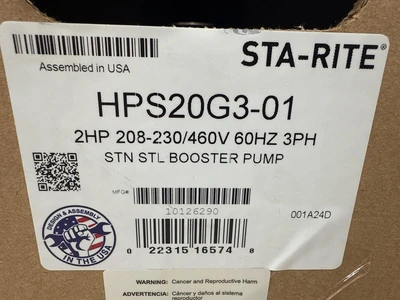 STA-RITE®
Assembled in USA
HPS20G3-01
2HP 208-230/460V 60HZ 3PH
STN STL BOOSTER PUMP
MFG#
10126290
001A24D
DESIGN & ASSEMBLY
IN THE USA
0 22315 16574 8
WARNING: Cancer and Reproductive Harm
ADVERTENCIA: Cáncer y daños al sistema
reproductor